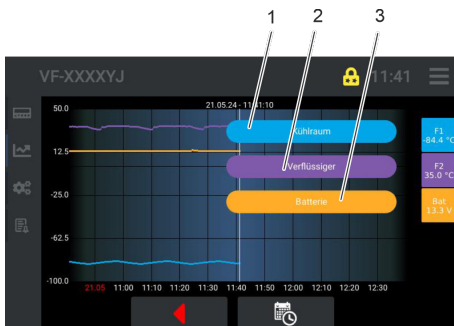 1 2 3
VF-XXXXYJ 11:41
21.05.24 - 11:41:10
50.0
Kühlraum
F1
-84.4 °C
12.5
Verflüssiger
F2
35.0 °C
-25.0
Batterie
Bat
13.3 V
-62.5
-100.0
21.05 11:00 11:10 11:20 11:30 11:40 11:50 12:00 12:10 12:20 12:30